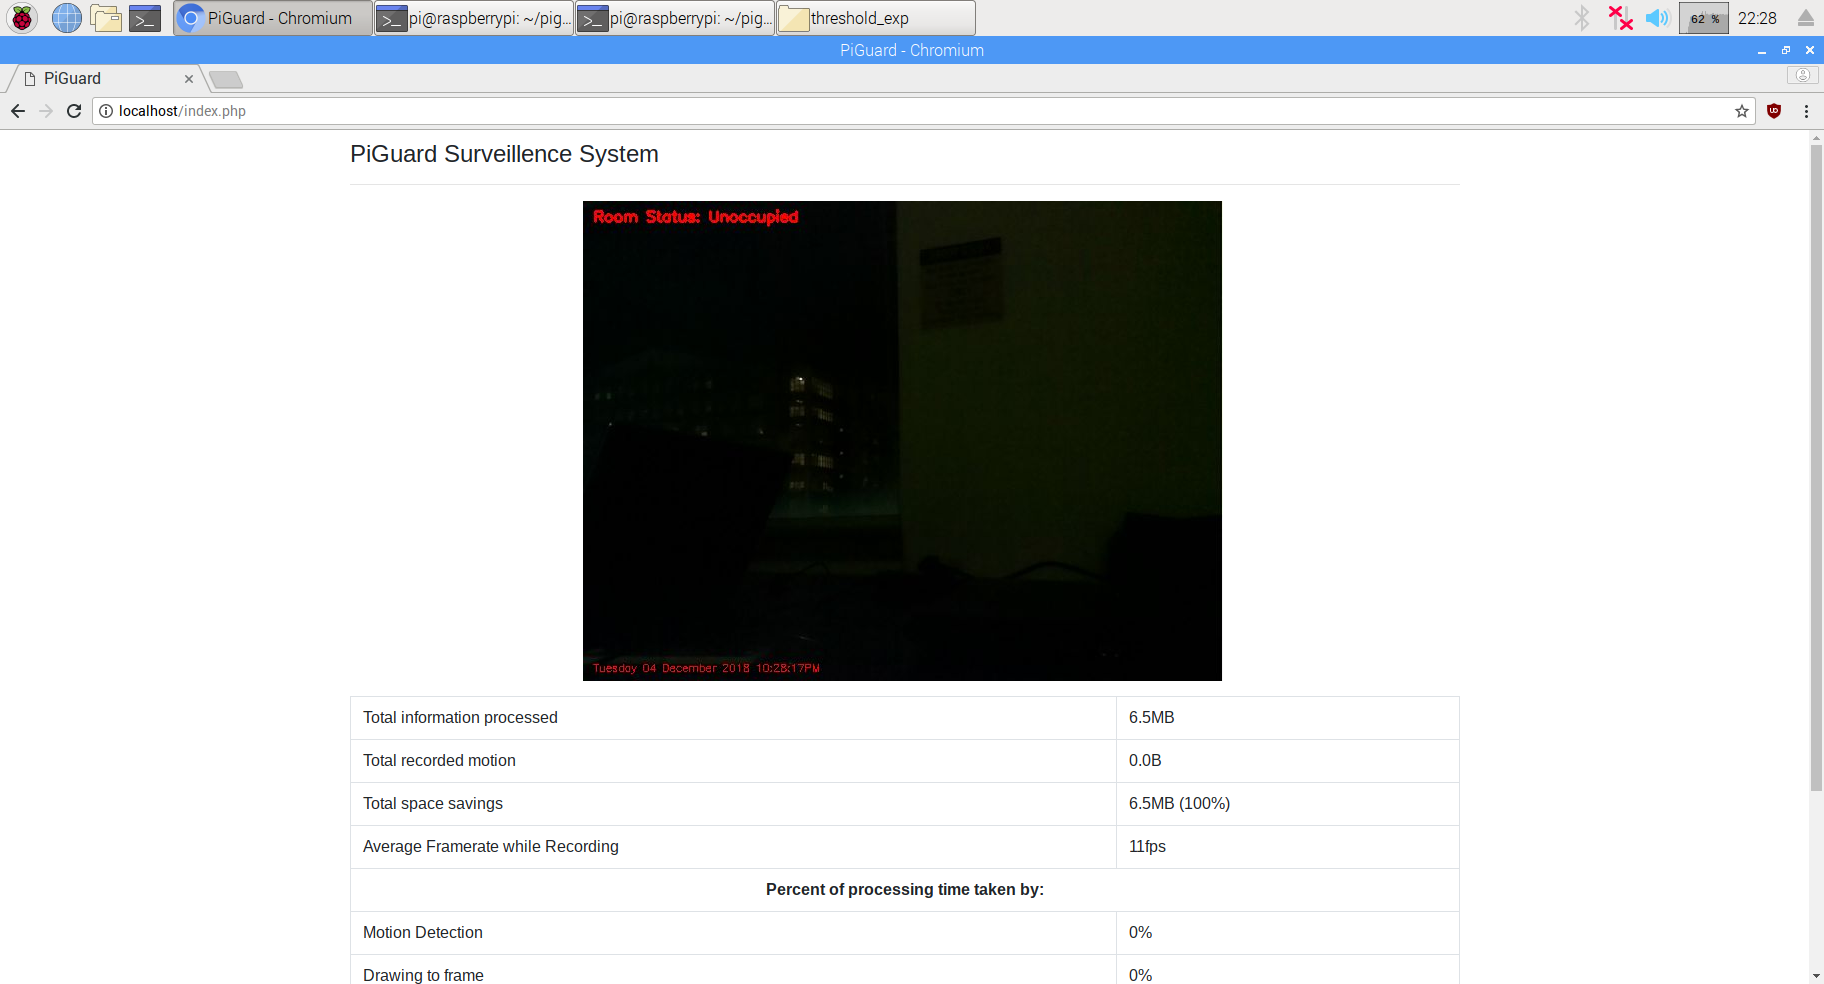 PiGuard - Chromium
pi@raspberrypi: ~/pig...
pi@raspberrypi: ~/pig...
threshold_exp
62 %
22:28
PiGuard - Chromium
PiGuard
localhost/index.php
PiGuard Surveillence System
Room Status: Unoccupied
Tuesday 04 December 2018 10:28:17PM
Total information processed 6.5MB
Total recorded motion 0.0B
Total space savings 6.5MB (100%)
Average Framerate while Recording 11fps
Percent of processing time taken by:
Motion Detection 0%
Drawing to frame 0%